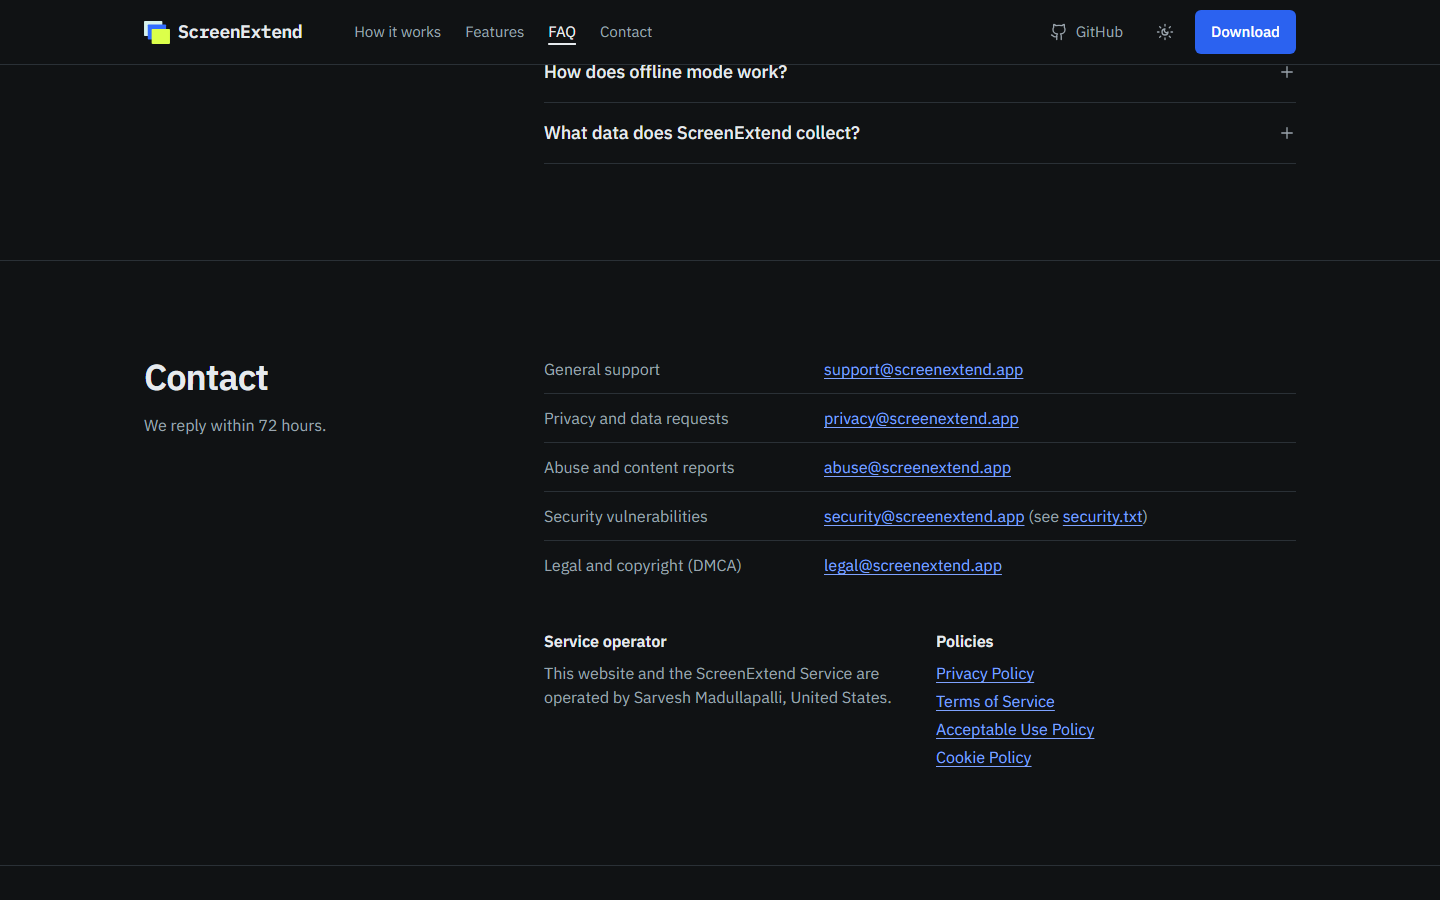 ScreenExtend How it works Features FAQ Contact GitHub Download
How does offline mode work?
What data does ScreenExtend collect?
Contact
We reply within 72 hours.
General support support@screenextend.app
Privacy and data requests privacy@screenextend.app
Abuse and content reports abuse@screenextend.app
Security vulnerabilities security@screenextend.app (see security.txt)
Legal and copyright (DMCA) legal@screenextend.app
Service operator
This website and the ScreenExtend Service are
operated by Sarvesh Madullapalli, United States.
Policies
Privacy Policy
Terms of Service
Acceptable Use Policy
Cookie Policy